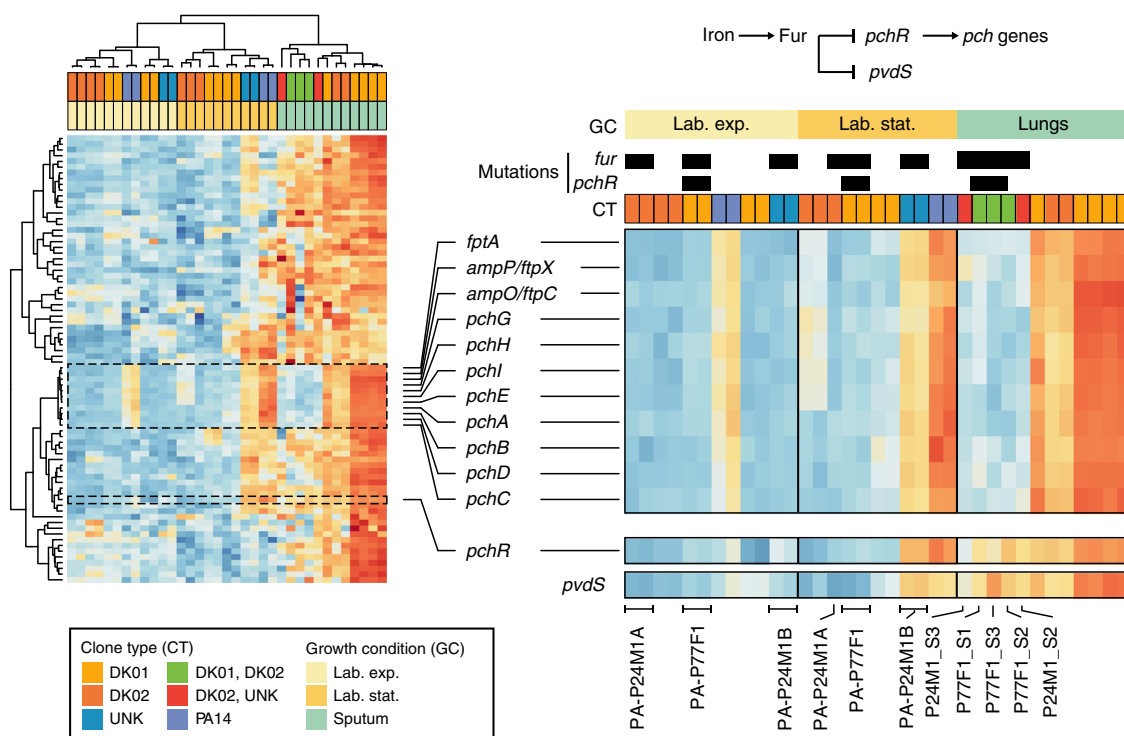 Iron Fur pchR pch genes
pvdS
GC Lab. exp. Lab. stat. Lungs
Mutations fur
pchR
CT
fptA
ampP/ftpX
ampO/ftpC
pchG
pchH
pchI
pchE
pchA
pchB
pchD
pchC
pchR
pvdS
PA-P24M1A
PA-P77F1
PA-P24M1B
PA-P24M1A
PA-P77F1
PA-P24M1B
P24M1_S3
P77F1_S1
P77F1_S3
P77F1_S2
P24M1_S2
Clone type (CT) Growth condition (GC)
DK01 DK01, DK02 Lab. exp.
DK02 DK02, UNK Lab. stat.
UNK PA14 Sputum